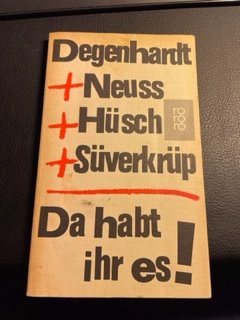 Degenhardt
+Neuss
+Hüsch
rororo
+Süverkrüp
Da habt
ihr es!